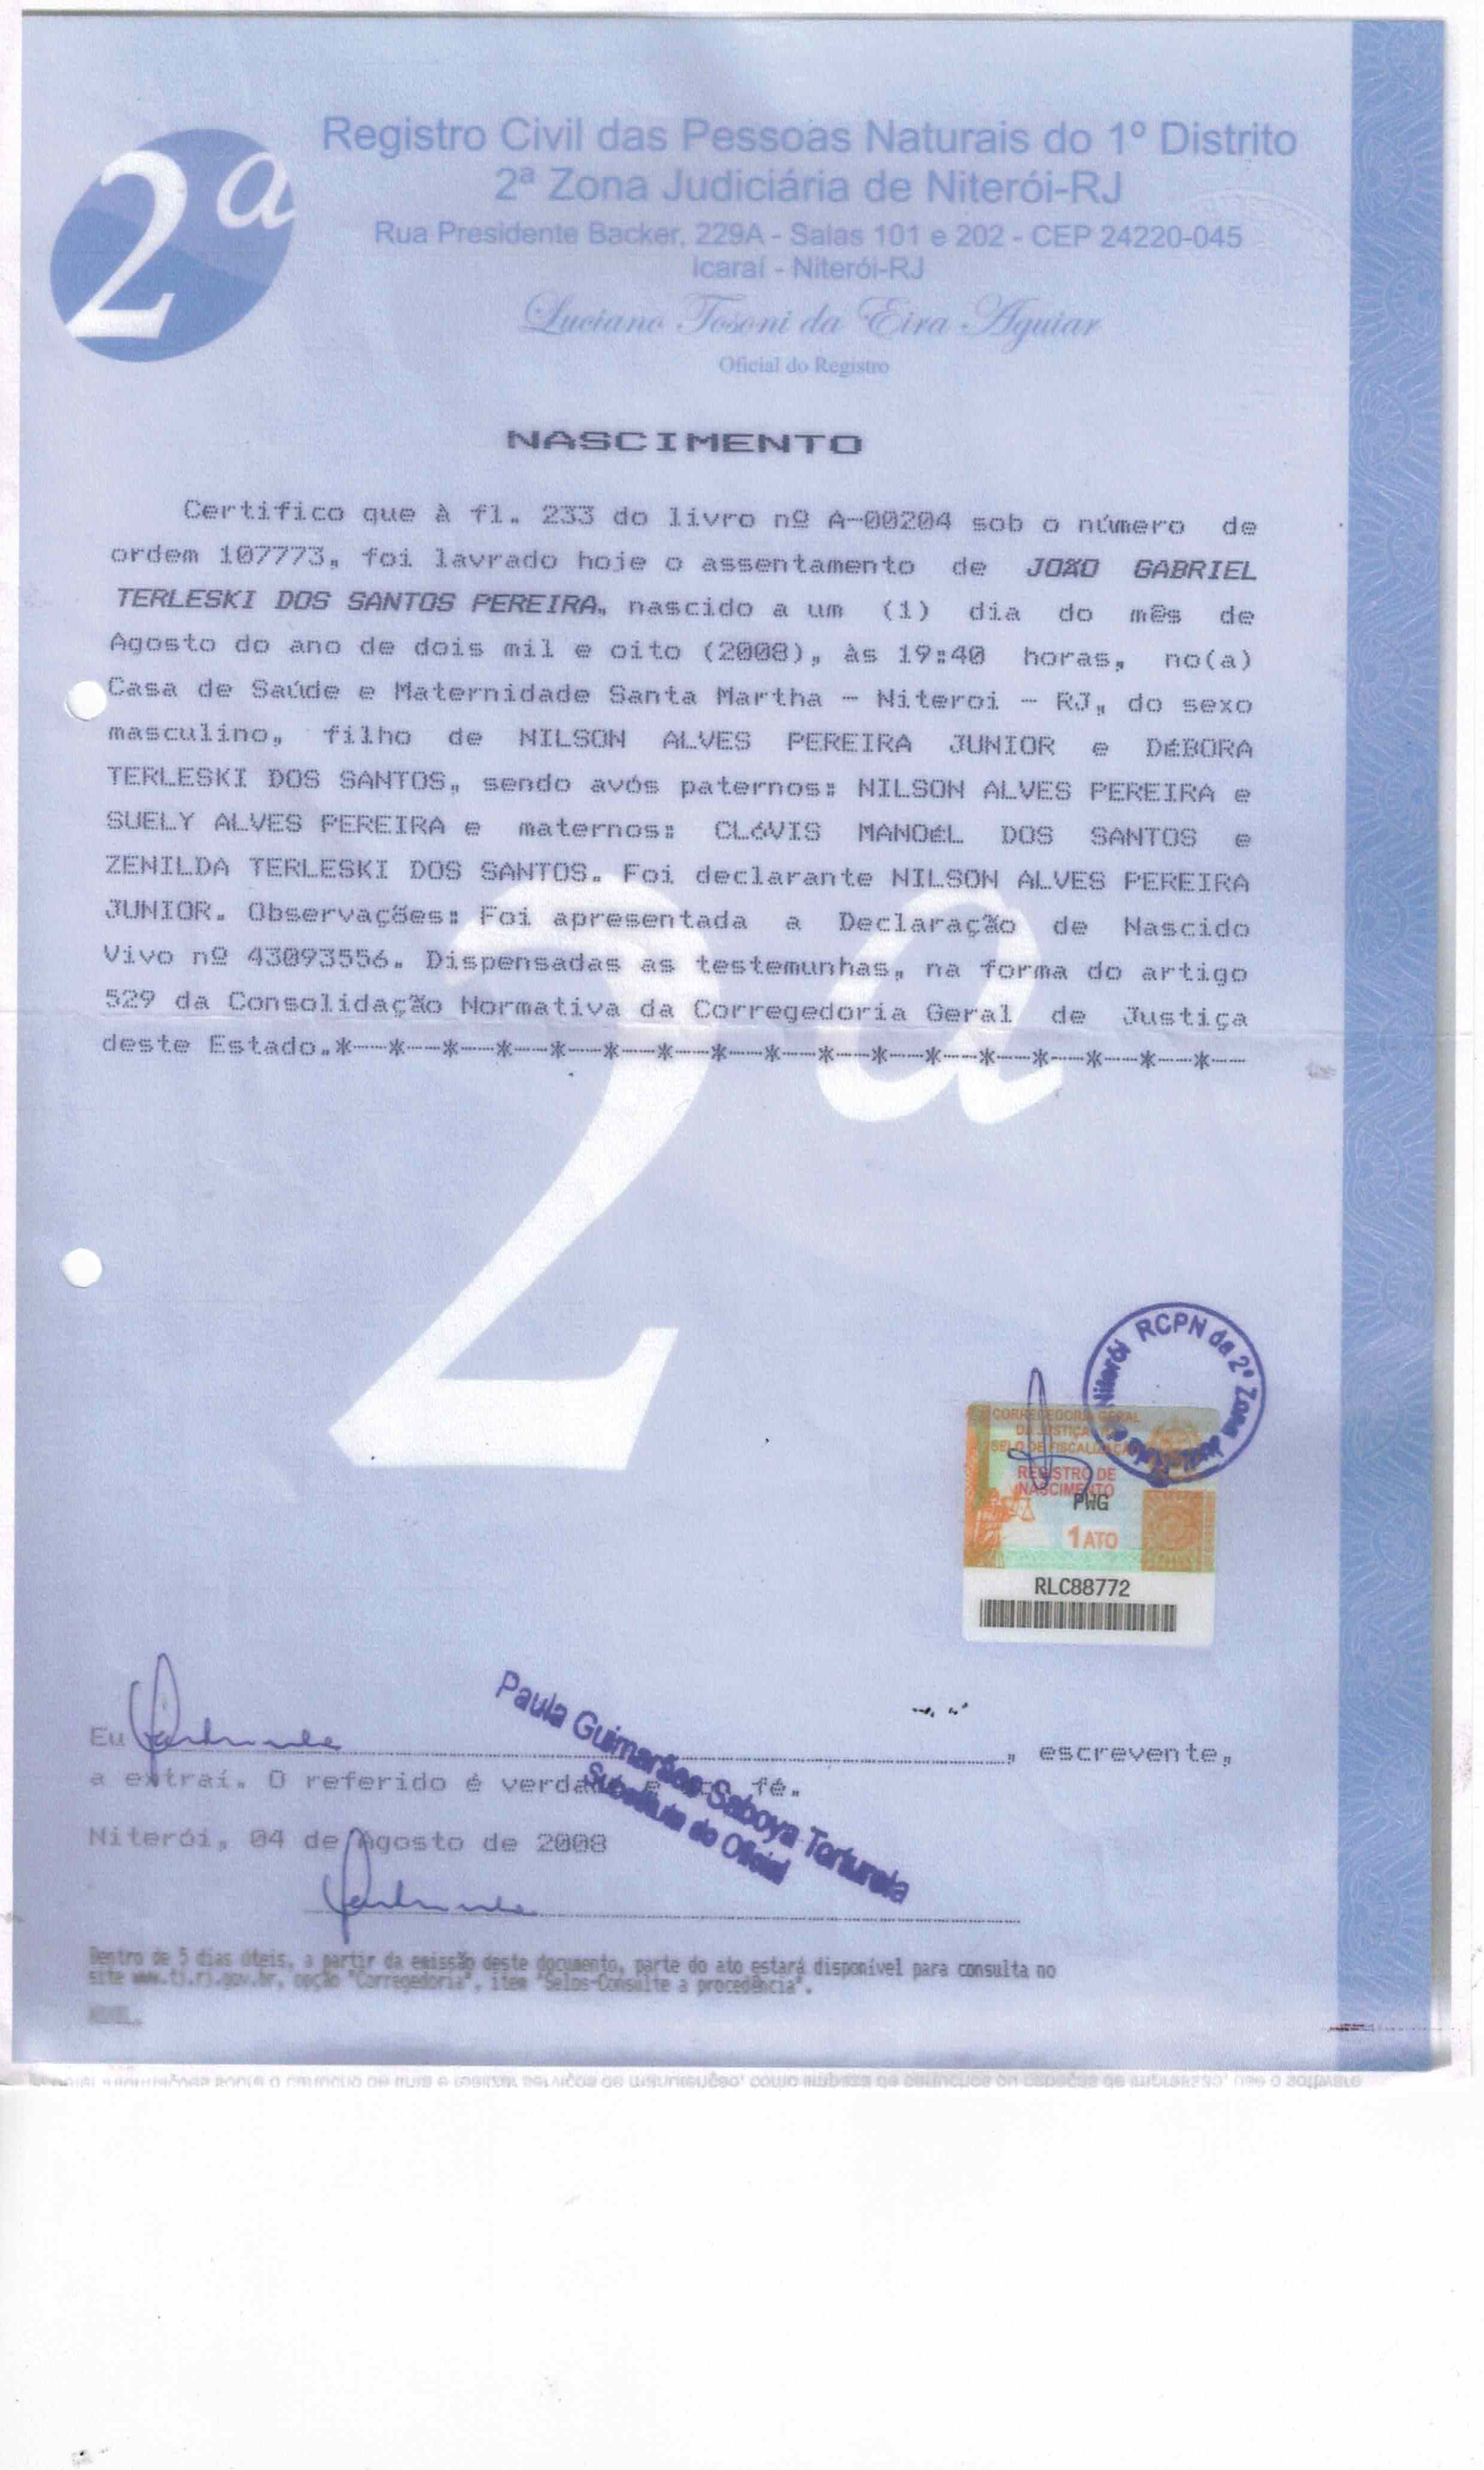 2ª
Registro Civil das Pessoas Naturais do 1º Distrito
2ª Zona Judiciária de Niterói-RJ
Rua Presidente Backer, 229A - Salas 101 e 202 - CEP 24220-045
Icaraí - Niterói-RJ
Luciano Tosoni da Eira Aguiar
Oficial do Registro
NASCIMENTO
Certifico que à fl. 233 do livro nº A-00204 sob o número de
ordem 107773, foi lavrado hoje o assentamento de JOÃO GABRIEL
TERLESKI DOS SANTOS PEREIRA, nascido a um (1) dia do mês de
Agosto do ano de dois mil e oito (2008), às 19:40 horas, no(a)
Casa de Saúde e Maternidade Santa Martha - Niteroi - RJ, do sexo
masculino, filho de NILSON ALVES PEREIRA JUNIOR e DéBORA
TERLESKI DOS SANTOS, sendo avós paternos: NILSON ALVES PEREIRA e
SUELY ALVES PEREIRA e maternos: CLóVIS MANOéL DOS SANTOS e
ZENILDA TERLESKI DOS SANTOS. Foi declarante NILSON ALVES PEREIRA
JUNIOR. Observações: Foi apresentada a Declaração de Nascido
Vivo nº 43093556. Dispensadas as testemunhas, na forma do artigo
529 da Consolidação Normativa da Corregedoria Geral de Justiça
deste Estado.*--*--*--*--*--*--*--*--*--*--*--*--*--*--*--*--*--
2ª
RCPN da 2ª Zona Niterói
CORREGEDORIA GERAL
DA JUSTIÇA
SELO DE FISCALIZAÇÃO
REGISTRO DE
NASCIMENTO
PWG
1 ATO
RLC88772
Eu, escrevente,
a extraí. O referido é fé.
Paula Guimarães Saboya Torturela
Substituta do Oficial
Niterói, 04 de Agosto de 2008
Dentro de 5 dias úteis, a partir da emissão deste documento, parte do ato estará disponível para consulta no
site www.tj.rj.gov.br, opção "Corregedoria", item "Selos-Consulte a procedência".